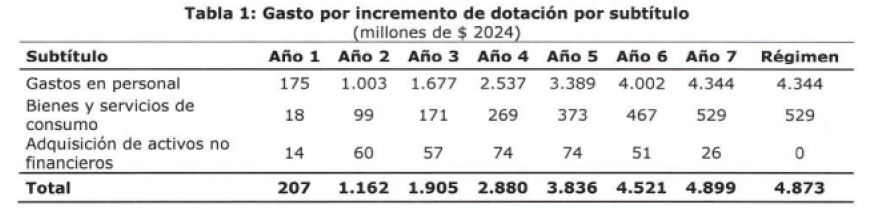 Tabla 1: Gasto por incremento de dotación por subtítulo
(millones de $ 2024)
Subtítulo Año 1 Año 2 Año 3 Año 4 Año 5 Año 6 Año 7 Régimen
Gastos en personal 175 1.003 1.677 2.537 3.389 4.002 4.344 4.344
Bienes y servicios de
consumo 18 99 171 269 373 467 529 529
Adquisición de activos no
financieros 14 60 57 74 74 51 26 0
Total 207 1.162 1.905 2.880 3.836 4.521 4.899 4.873